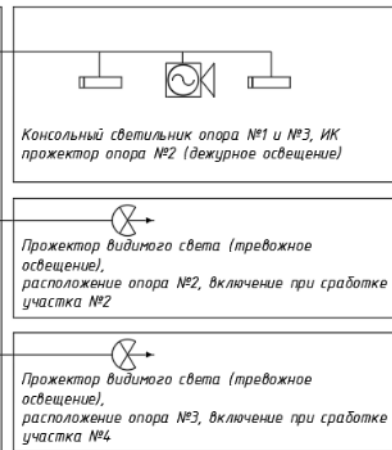 Консольный светильник опора №1 и №3, ИК
прожектор опора №2 (дежурное освещение)
Прожектор видимого света (тревожное
освещение),
расположение опора №2, включение при сработке
участка №2
Прожектор видимого света (тревожное
освещение),
расположение опора №3, включение при сработке
участка №4